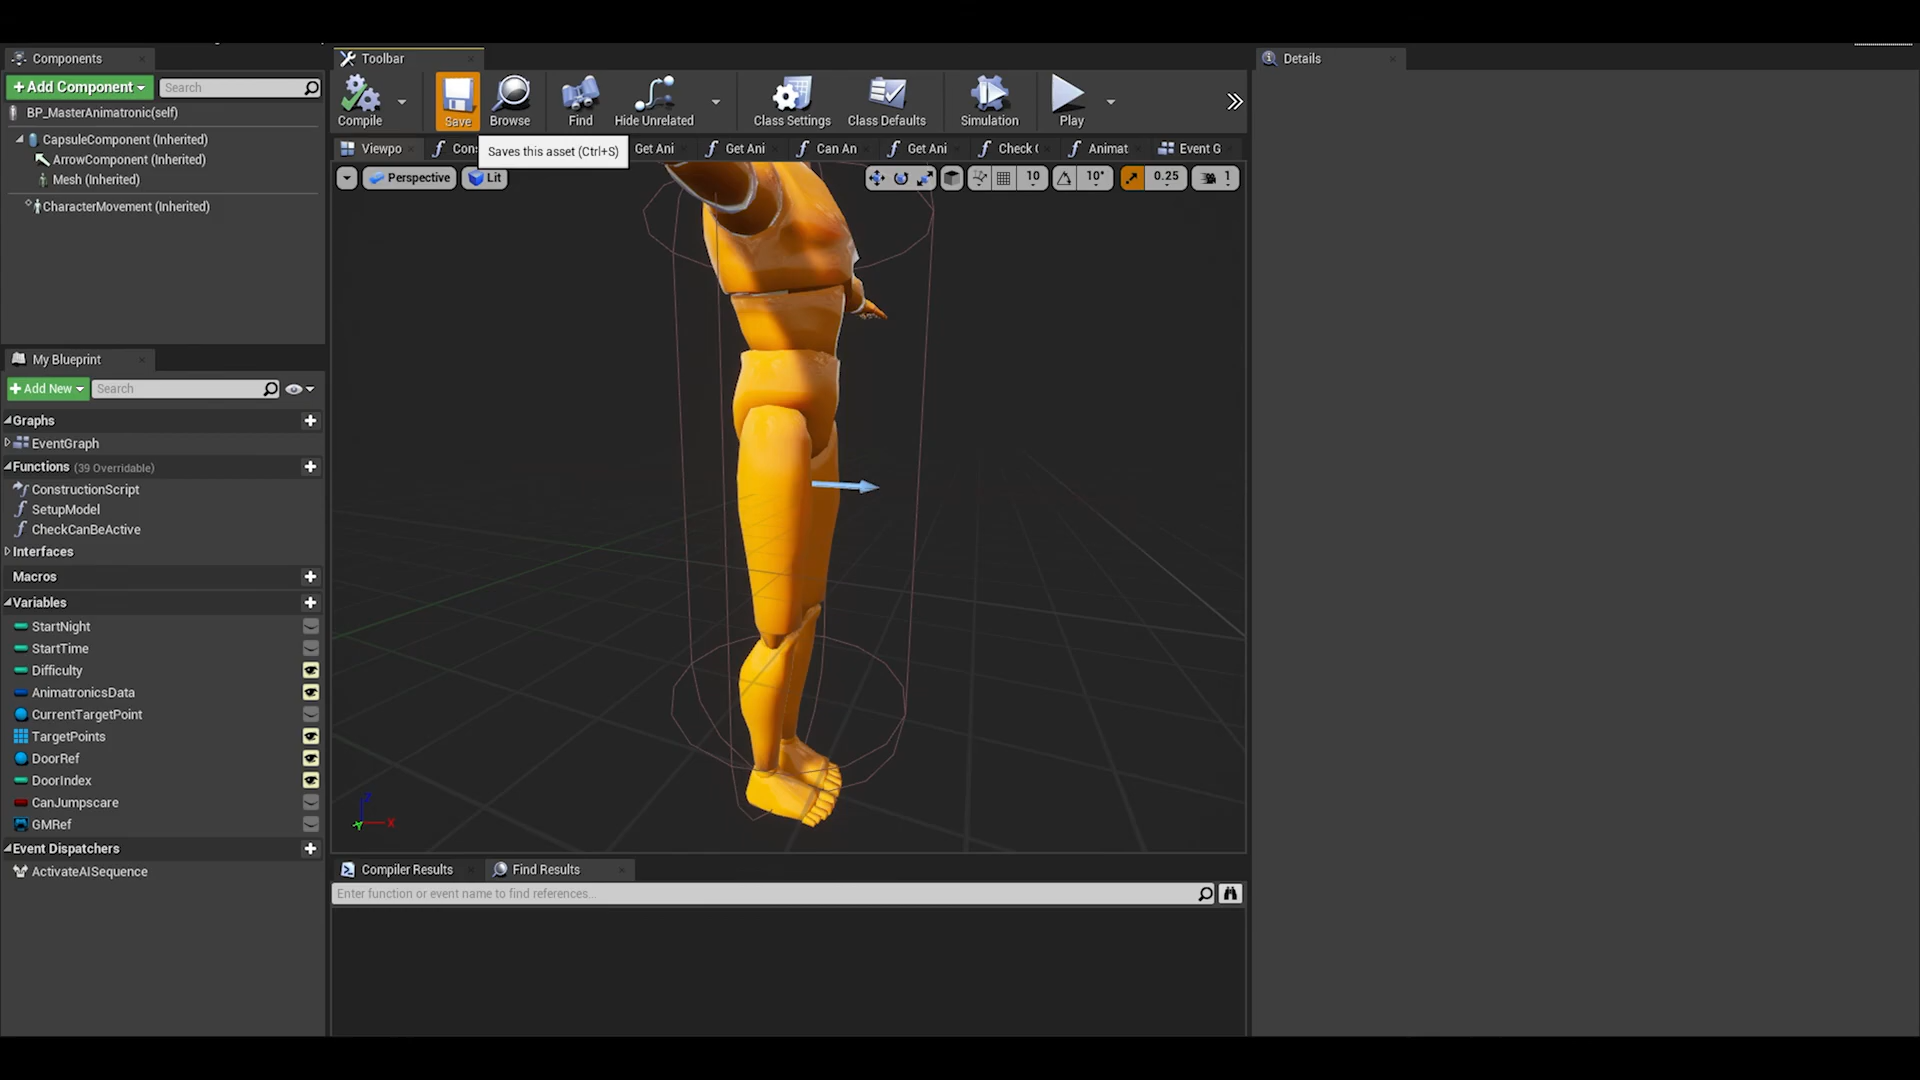 Components
Toolbar
Details
Add Component
Search
BP_MasterAnimatronic(self)
CapsuleComponent (Inherited)
ArrowComponent (Inherited)
Mesh (Inherited)
CharacterMovement (Inherited)
Compile
Save
Browse
Find
Hide Unrelated
Class Settings
Class Defaults
Simulation
Play
Viewpo
Con
Saves this asset (Ctrl+S)
Get Ani
Get Ani
Can An
Get Ani
Check (
Animat
Event G
Perspective
Lit
10
10°
0.25
1
My Blueprint
Add New
Search
Graphs
EventGraph
Functions (39 Overridable)
ConstructionScript
SetupModel
CheckCanBeActive
Interfaces
Macros
Variables
StartNight
StartTime
Difficulty
AnimatronicsData
CurrentTargetPoint
TargetPoints
DoorRef
DoorIndex
CanJumpscare
GMRef
Event Dispatchers
ActivateAISequence
Z
X
Y
Compiler Results
Find Results
Enter function or event name to find references...